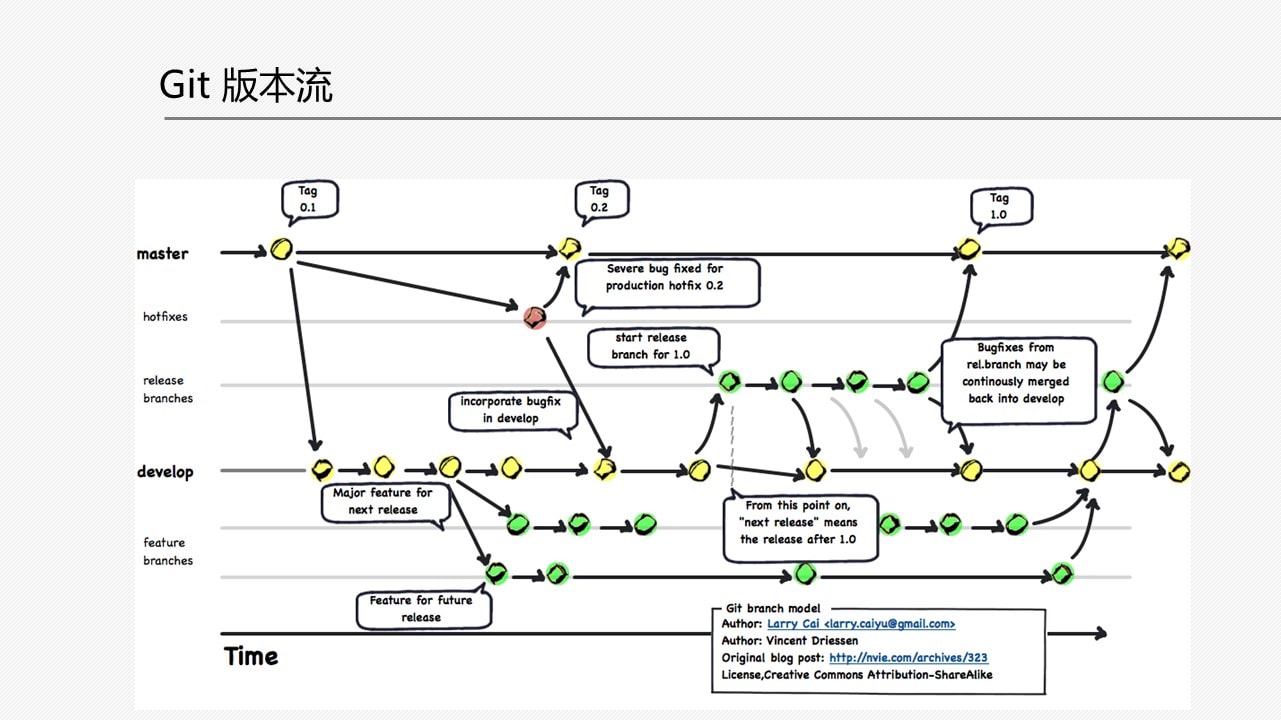 Git 版本流
Tag
0.1
Tag
0.2
Tag
1.0
master
Severe bug fixed for
production hotfix 0.2
hotfixes
start release
branch for 1.0
Bugfixes from
rel.branch may be
continously merged
back into develop
release
branches
incorporate bugfix
in develop
develop
Major feature for
next release
From this point on,
"next release" means
the release after 1.0
feature
branches
Feature for future
release
Git branch model
Author: Larry Cai <larry.caiyu@gmail.com>
Author: Vincent Driessen
Original blog post: http://nvie.com/archives/323
License,Creative Commons Attribution-ShareAlike
Time